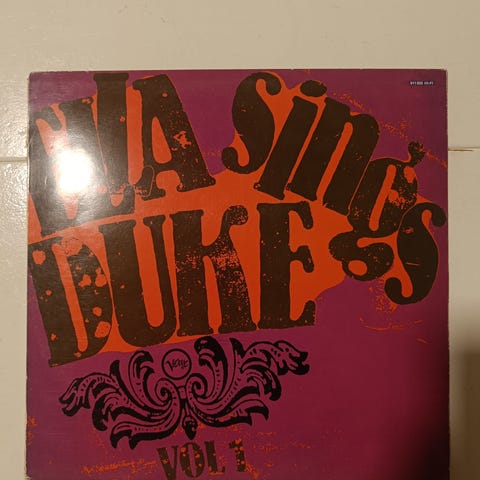 ELLA Sings
DUKE
Verve
VOL 1